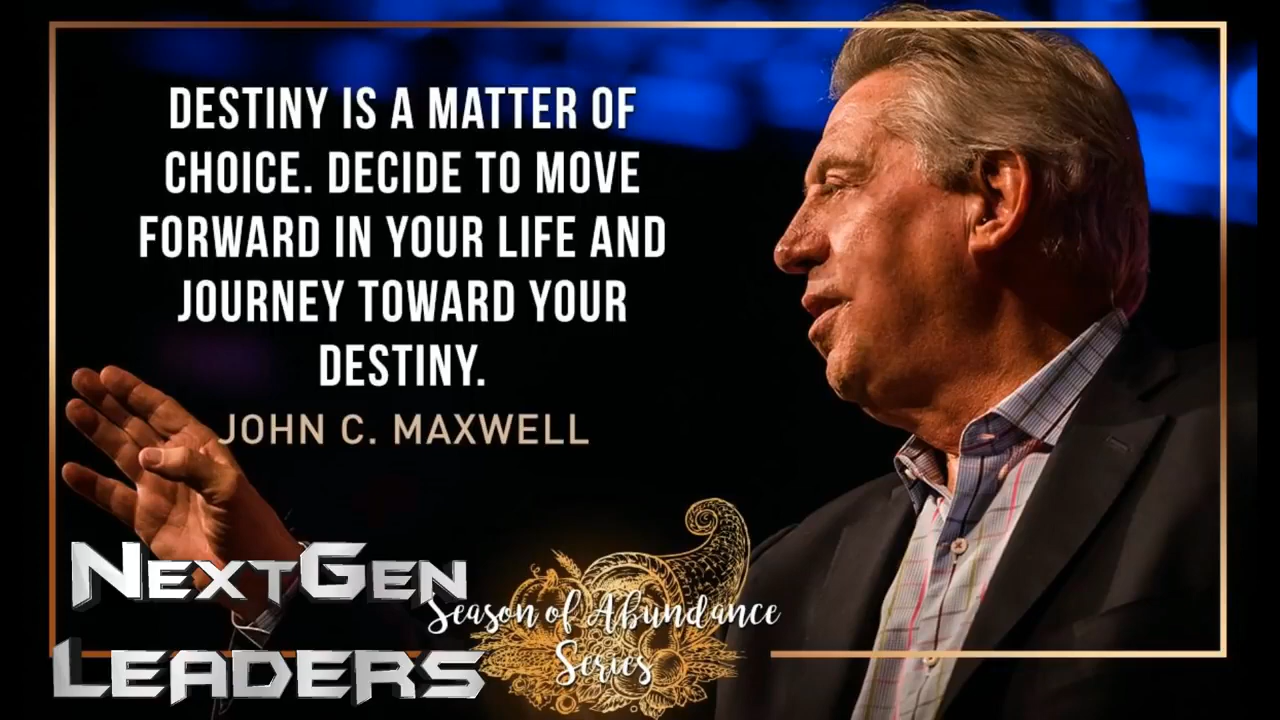 DESTINY IS A MATTER OF
CHOICE. DECIDE TO MOVE
FORWARD IN YOUR LIFE AND
JOURNEY TOWARD YOUR
DESTINY.
JOHN C. MAXWELL
NEXTGEN
LEADERS
Season of Abundance
Series